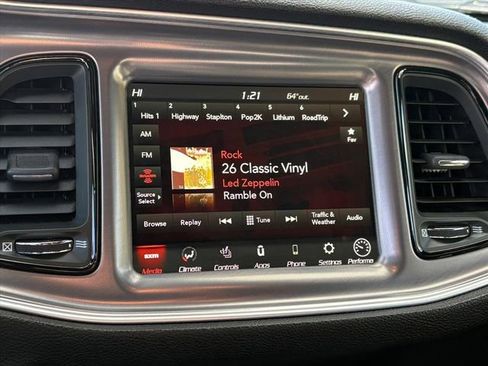 HI 1:21 64°out. HI
1 2 3 4 5 6
Hits 1 Highway Stapiton Pop2K Lithium RoadTrip
AM
Fav
FM
Rock
26 Classic Vinyl
Led Zeppelin
Source Select
Ramble On
Browse Replay Tune Traffic & Weather Audio
sxm
Media Climate Controls Apps Phone Settings Performa